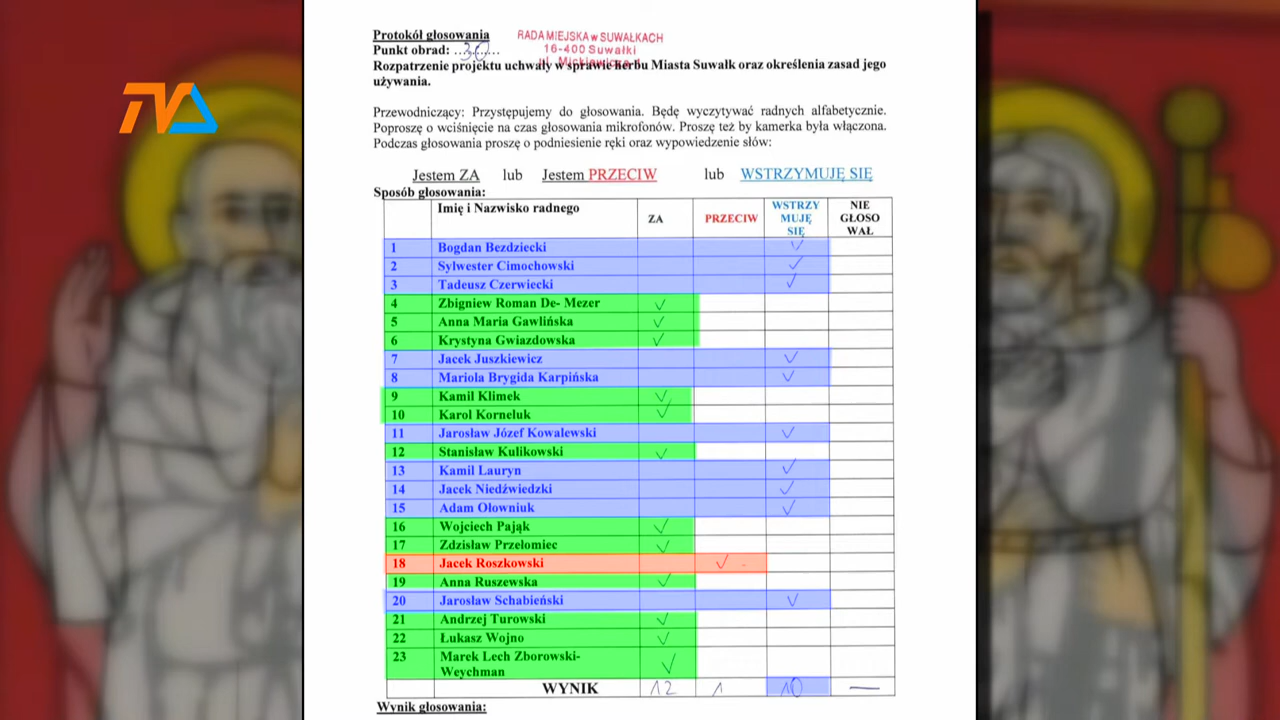 TVA
Protokół głosowania
RADA MIEJSKA w SUWAŁKACH
16-400 Suwałki
Punkt obrad: ...30......
Rozpatrzenie projektu uchwały w sprawie herbu Miasta Suwałk oraz określenia zasad jego
używania.
Przewodniczący: Przystępujemy do głosowania. Będę wyczytywać radnych alfabetycznie.
Poproszę o wciśnięcie na czas głosowania mikrofonów. Proszę też by kamerka była włączona.
Podczas głosowania proszę o podniesienie ręki oraz wypowiedzenie słów:
Jestem ZA lub Jestem PRZECIW lub WSTRZYMUJĘ SIĘ
Sposób głosowania:
Imię i Nazwisko radnego
ZA
PRZECIW
WSTRZY
MUJĘ
SIĘ
NIE
GŁOSO
WAŁ
1 Bogdan Bezdziecki ✓
2 Sylwester Cimochowski ✓
3 Tadeusz Czerwiecki ✓
4 Zbigniew Roman De- Mezer ✓
5 Anna Maria Gawlińska ✓
6 Krystyna Gwiazdowska ✓
7 Jacek Juszkiewicz ✓
8 Mariola Brygida Karpińska ✓
9 Kamil Klimek ✓
10 Karol Korneluk ✓
11 Jarosław Józef Kowalewski ✓
12 Stanisław Kulikowski ✓
13 Kamil Lauryn ✓
14 Jacek Niedźwiedzki ✓
15 Adam Ołowniuk ✓
16 Wojciech Pająk ✓
17 Zdzisław Przełomiec ✓
18 Jacek Roszkowski ✓
19 Anna Ruszewska ✓
20 Jarosław Schabieński ✓
21 Andrzej Turowski ✓
22 Łukasz Wojno ✓
23 Marek Lech Zborowski-
Weychman ✓
WYNIK 12 1 10 —
Wynik głosowania: